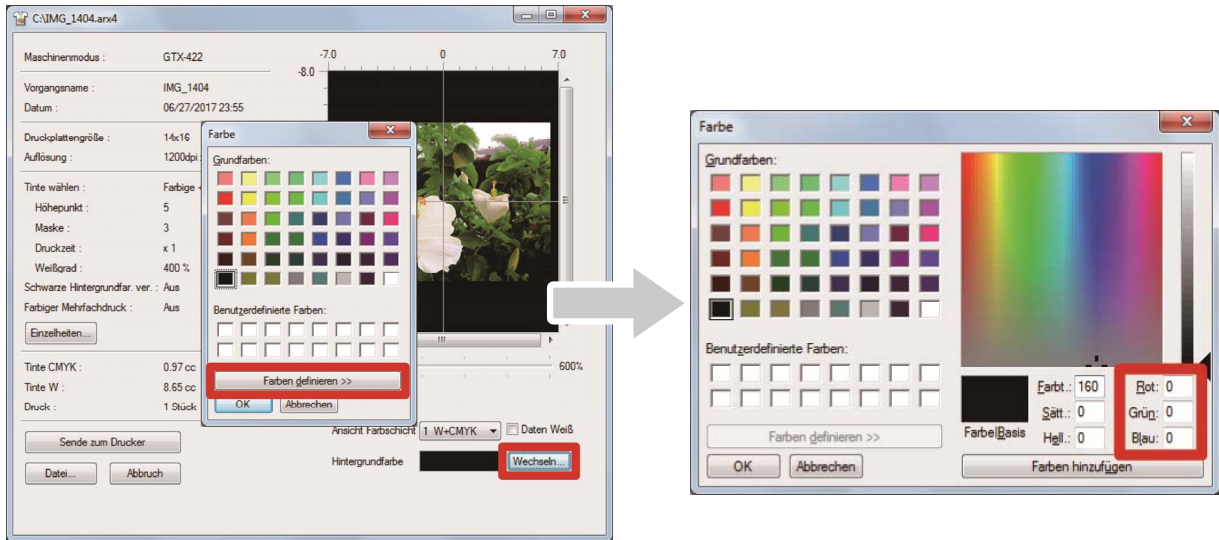 C:\IMG_1404.arx4
Maschinenmodus : GTX-422
Vorgangsname : IMG_1404
Datum : 06/27/2017 23:55
Druckplattengröße : 14x16
Auflösung : 1200dpi
Tinte wählen : Farbige
Höhepunkt : 5
Maske : 3
Druckzeit : x 1
Weißgrad : 400 %
Schwarze Hintergrundfar. ver. : Aus
Farbiger Mehrfachdruck : Aus
Einzelheiten...
Tinte CMYK : 0.97 cc
Tinte W : 8.65 cc
Druck : 1 Stück
Sende zum Drucker
Datei... Abbruch
-7.0 0 7.0
-8.0
600%
Ansicht Farbschicht 1 W+CMYK Daten Weiß
Hintergrundfarbe Wechseln...
Farbe
Grundfarben:
Benutzerdefinierte Farben:
Farben definieren >>
OK Abbrechen
Farbe
Grundfarben:
Benutzerdefinierte Farben:
Farben definieren >>
OK Abbrechen
Farbe|Basis
Farbt.: 160 Rot: 0
Sätt.: 0 Grün: 0
Hell.: 0 Blau: 0
Farben hinzufügen